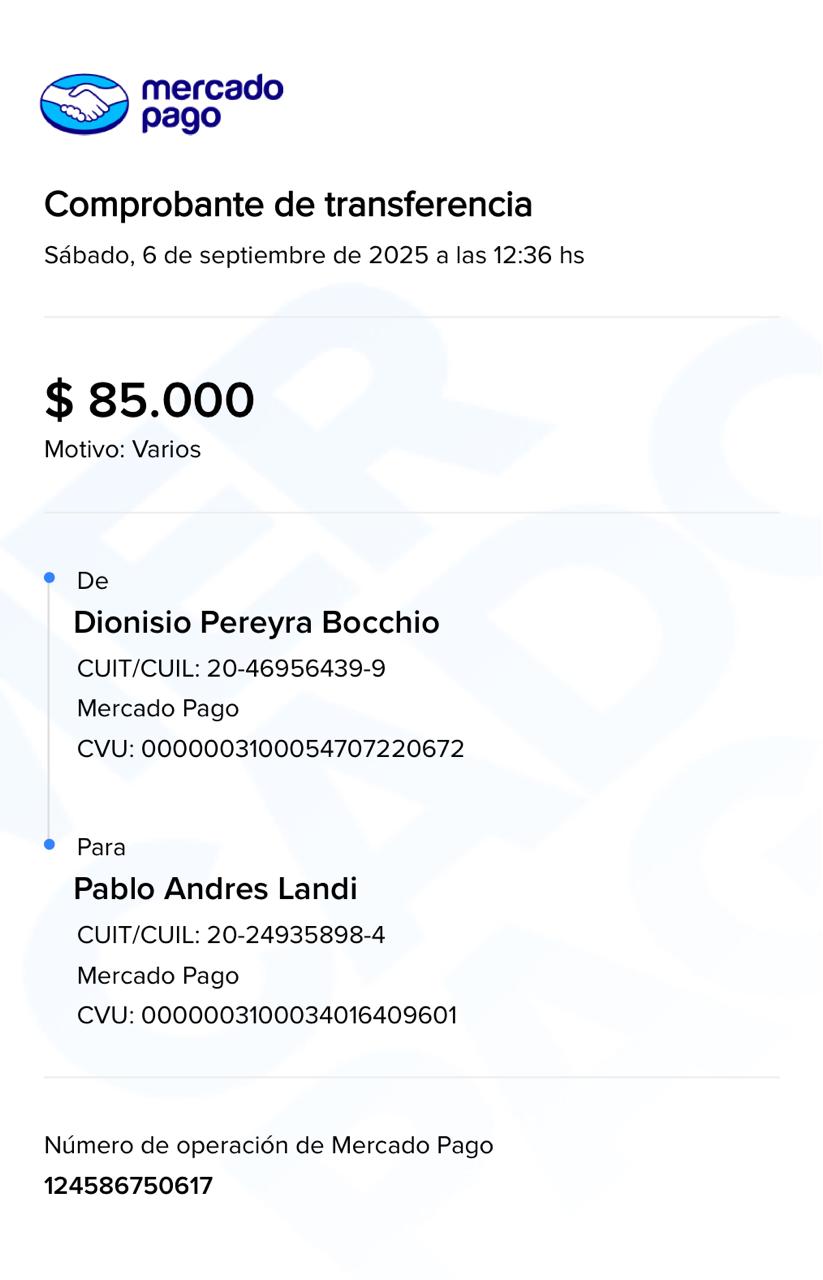 mercado
pago
Comprobante de transferencia
Sábado, 6 de septiembre de 2025 a las 12:36 hs
$ 85.000
Motivo: Varios
De
Dionisio Pereyra Bocchio
CUIT/CUIL: 20-46956439-9
Mercado Pago
CVU: 0000003100054707220672
Para
Pablo Andres Landi
CUIT/CUIL: 20-24935898-4
Mercado Pago
CVU: 0000003100034016409601
Número de operación de Mercado Pago
124586750617